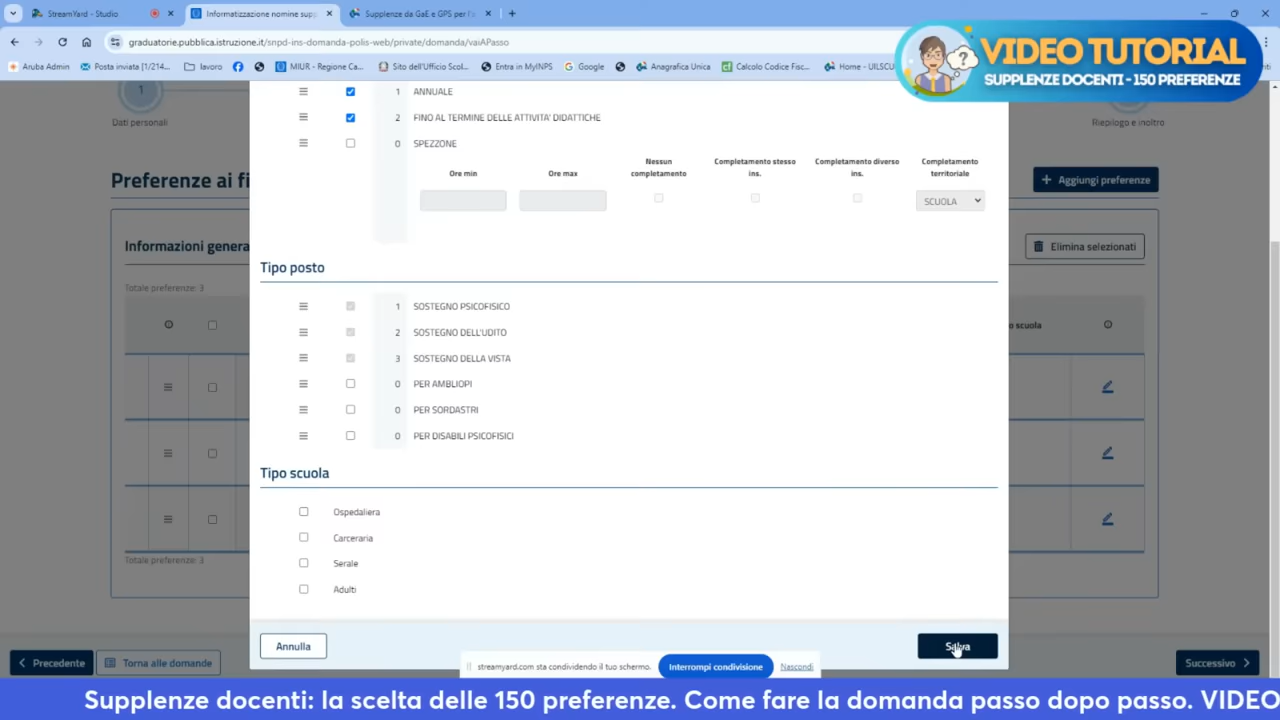 StreamYard - Studio
Informatizzazione nomine supp
Supplenze da GaE e GPS per l'a
graduatorie.pubblica.istruzione.it/snpd-ins-domanda-polis-web/private/domanda/vaiAPasso
VIDEO TUTORIAL
SUPPLENZE DOCENTI - 150 PREFERENZE
Aruba Admin
Posta inviata [1/214...
lavoro
MIUR - Regione Ca...
Sito dell'Ufficio Scol...
Entra in MyINPS
Google
Anagrafica Unica
Calcolo Codice Fisc...
Home - UILSCU
1
Dati personali
Riepilogo e inoltro
1 ANNUALE
2 FINO AL TERMINE DELLE ATTIVITA' DIDATTICHE
0 SPEZZONE
Ore min
Ore max
Nessun completamento
Completamento stesso ins.
Completamento diverso ins.
Completamento territoriale
SCUOLA
Preferenze ai fi
Aggiungi preferenze
Informazioni genera
Elimina selezionati
Totale preferenze: 3
o scuola
Tipo posto
1 SOSTEGNO PSICOFISICO
2 SOSTEGNO DELL'UDITO
3 SOSTEGNO DELLA VISTA
0 PER AMBLIOPI
0 PER SORDASTRI
0 PER DISABILI PSICOFISICI
Tipo scuola
Ospedaliera
Carceraria
Serale
Adulti
Totale preferenze: 3
Annulla
Salva
Precedente
Torna alle domande
streamyard.com sta condividendo il tuo schermo.
Interrompi condivisione
Nascondi
Successivo
Supplenze docenti: la scelta delle 150 preferenze. Come fare la domanda passo dopo passo. VIDEO